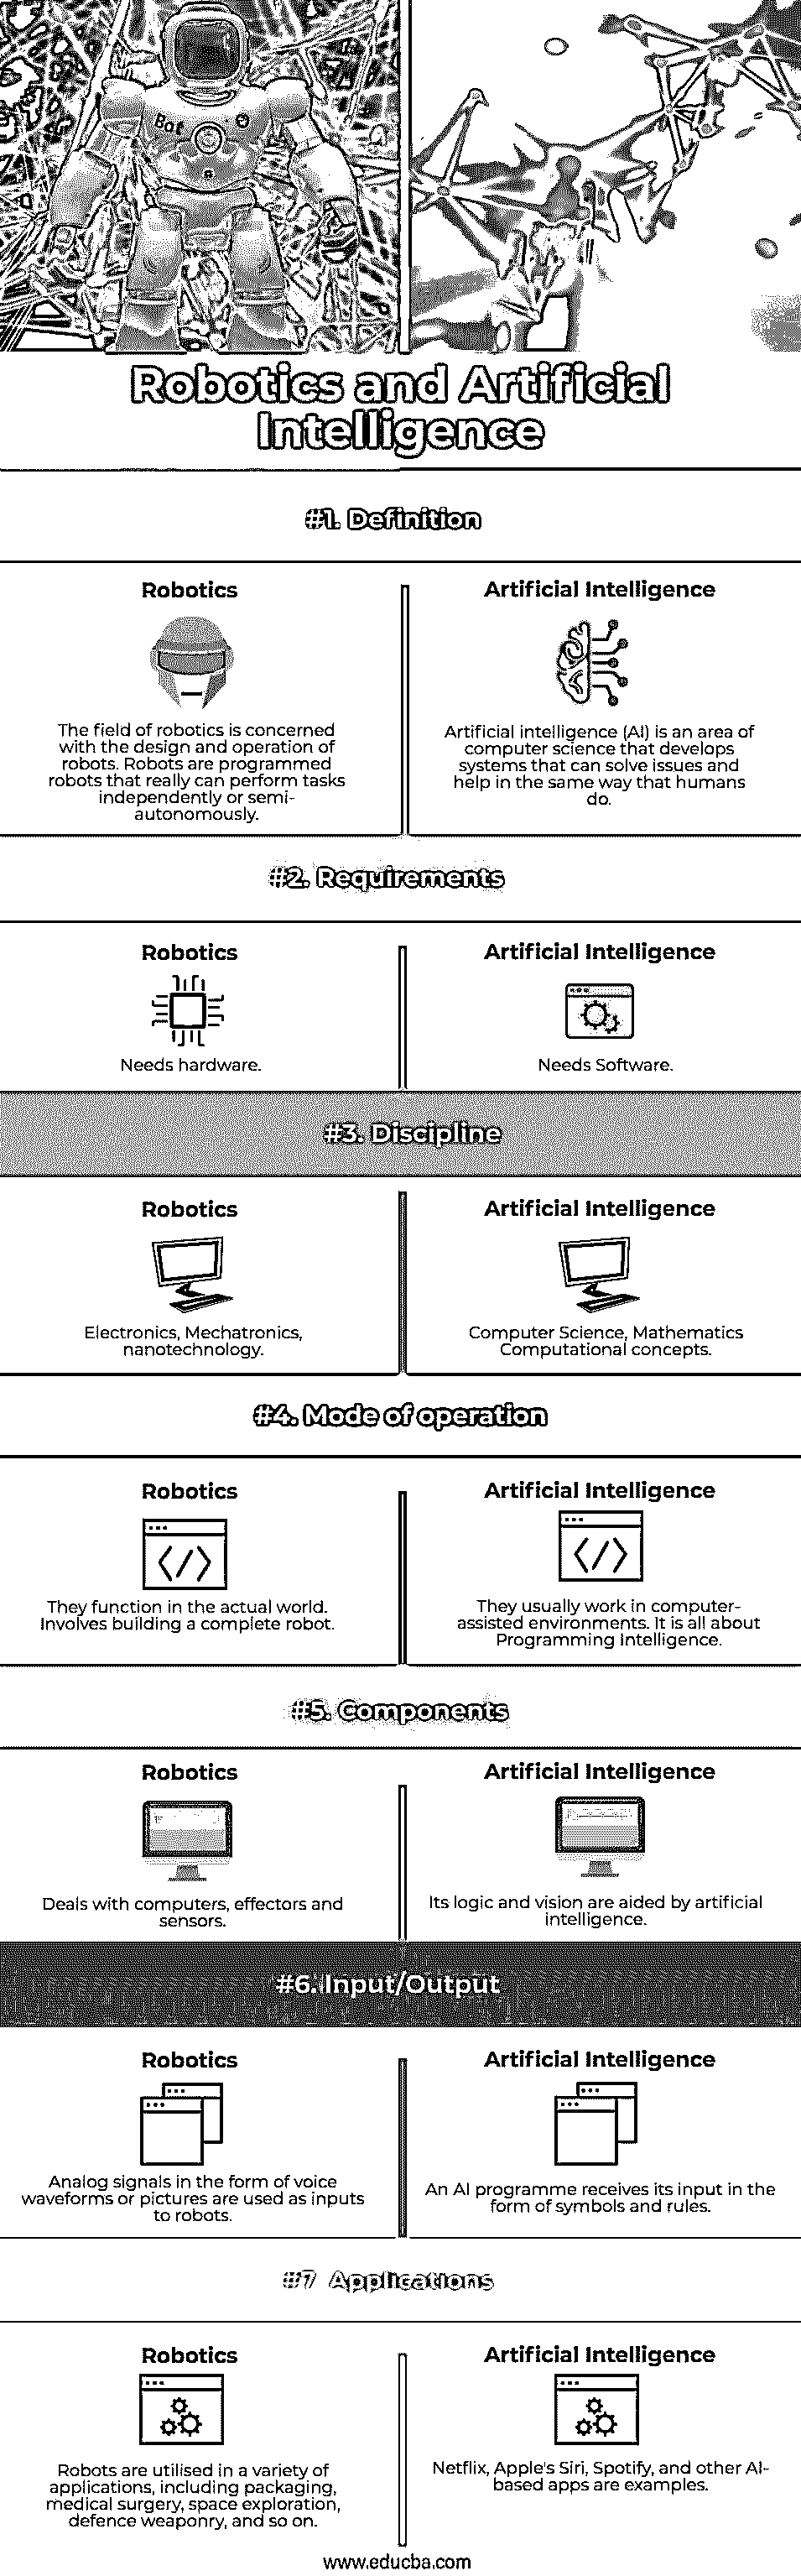 Bot
Robotics and Artificial
Intelligence
#1. Definition
Robotics
Artificial Intelligence
The field of robotics is concerned
with the design and operation of
robots. Robots are programmed
robots that really can perform tasks
independently or semi-
autonomously.
Artificial intelligence (AI) is an area of
computer science that develops
systems that can solve issues and
help in the same way that humans
do.
#2. Requirements
Robotics
Artificial Intelligence
Needs hardware.
Needs Software.
#3. Discipline
Robotics
Artificial Intelligence
Electronics, Mechatronics,
nanotechnology.
Computer Science, Mathematics
Computational concepts.
#4. Mode of operation
Robotics
Artificial Intelligence
They function in the actual world.
Involves building a complete robot.
They usually work in computer-
assisted environments. It is all about
Programming Intelligence.
#5. Components
Robotics
Artificial Intelligence
Deals with computers, effectors and
sensors.
Its logic and vision are aided by artificial
intelligence.
#6. Input/Output
Robotics
Artificial Intelligence
Analog signals in the form of voice
waveforms or pictures are used as inputs
to robots.
An AI programme receives its input in the
form of symbols and rules.
#7 Applications
Robotics
Artificial Intelligence
Robots are utilised in a variety of
applications, including packaging,
medical surgery, space exploration,
defence weaponry, and so on.
Netflix, Apple's Siri, Spotify, and other AI-
based apps are examples.
www.educba.com